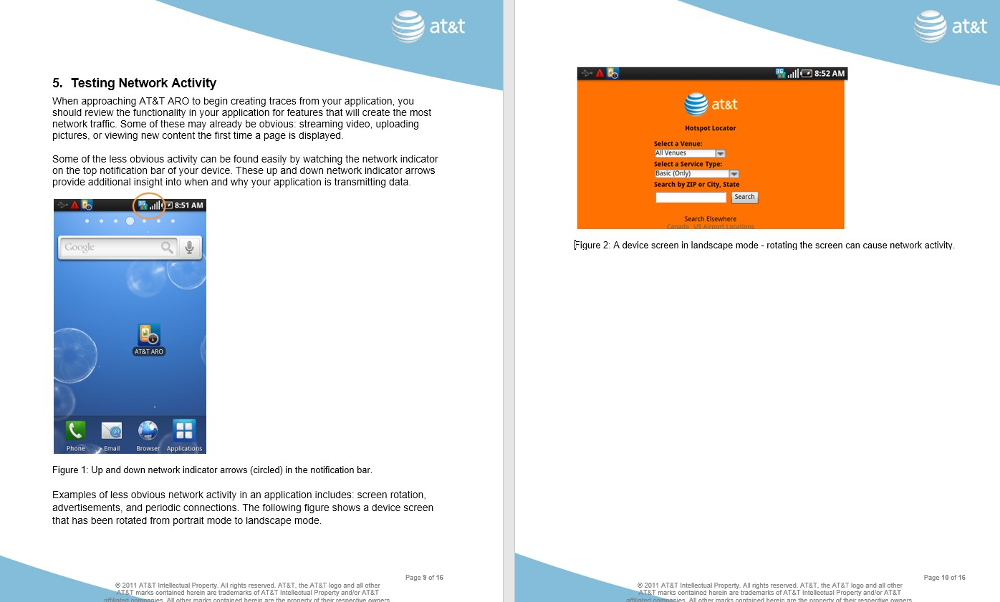 at&t
5. Testing Network Activity
When approaching AT&T ARO to begin creating traces from your application, you
should review the functionality in your application for features that will create the most
network traffic. Some of these may already be obvious: streaming video, uploading
pictures, or viewing new content the first time a page is displayed.
Some of the less obvious activity can be found easily by watching the network indicator
on the top notification bar of your device. These up and down network indicator arrows
provide additional insight into when and why your application is transmitting data.
3G
8:51 AM
Google
AT&T ARO
Phone Email Browser Applications
Figure 1: Up and down network indicator arrows (circled) in the notification bar.
Examples of less obvious network activity in an application includes: screen rotation,
advertisements, and periodic connections. The following figure shows a device screen
that has been rotated from portrait mode to landscape mode.
Page 9 of 16
© 2011 AT&T Intellectual Property. All rights reserved. AT&T, the AT&T logo and all other
AT&T marks contained herein are trademarks of AT&T Intellectual Property and/or AT&T
affiliated companies. All other marks contained herein are the property of their respective owners
at&t
3G
8:52 AM
at&t
Hotspot Locator
Select a Venue:
All Venues
Select a Service Type:
Basic (Only)
Search by ZIP or City, State
Search
Search Elsewhere
Canada US Airport Locations
Figure 2: A device screen in landscape mode - rotating the screen can cause network activity.
Page 10 of 16
© 2011 AT&T Intellectual Property. All rights reserved. AT&T, the AT&T logo and all other
AT&T marks contained herein are trademarks of AT&T Intellectual Property and/or AT&T
affiliated companies. All other marks contained herein are the property of their respective owners